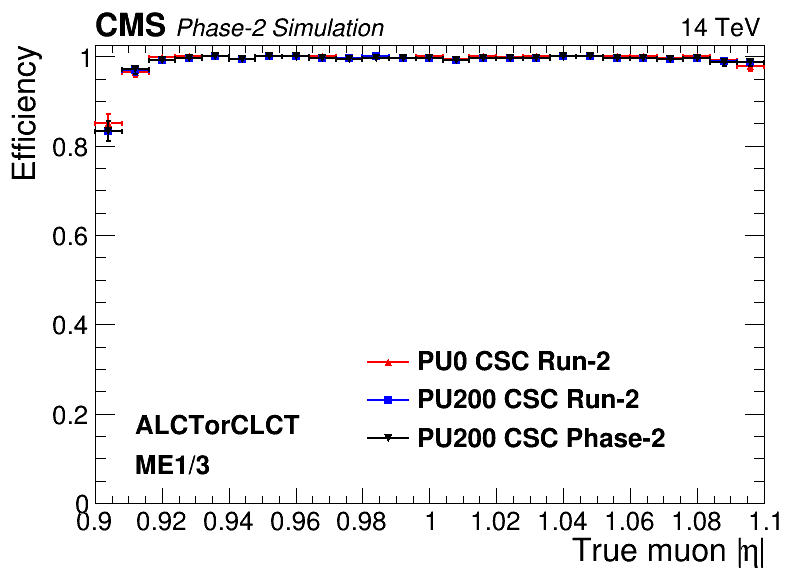 CMS Phase-2 Simulation 14 TeV
Efficiency
1
0.8
0.6
0.4
0.2
0
PU0 CSC Run-2
PU200 CSC Run-2
PU200 CSC Phase-2
ALCTorCLCT
ME1/3
0.9 0.92 0.94 0.96 0.98 1 1.02 1.04 1.06 1.08 1.1
True muon |η|